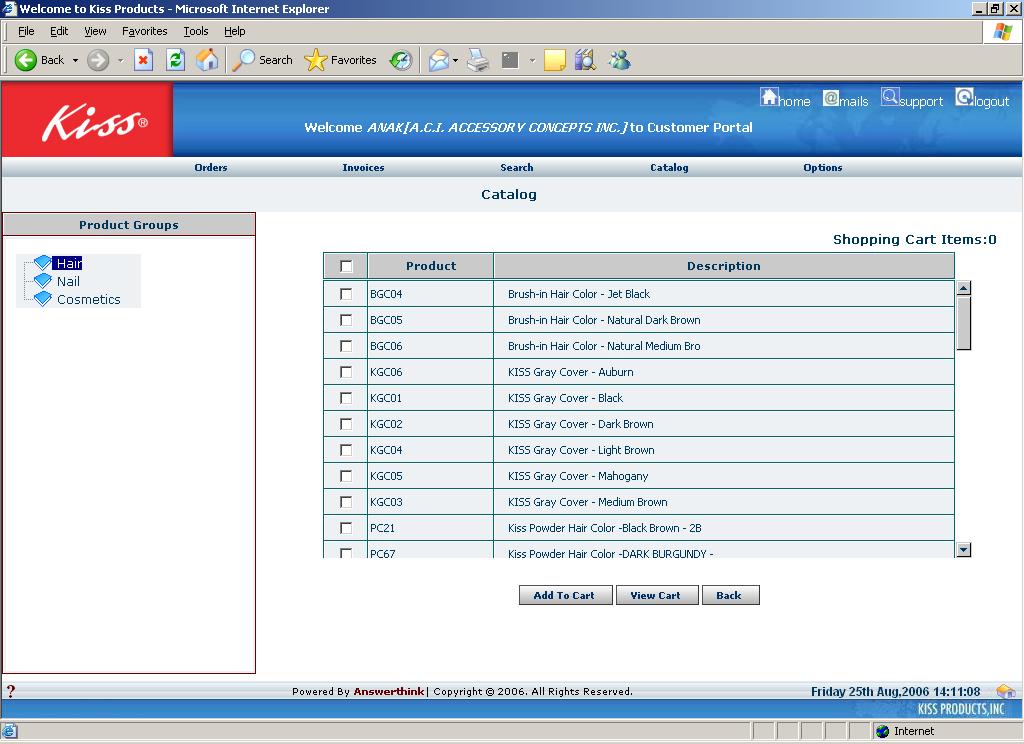 Welcome to Kiss Products - Microsoft Internet Explorer
File Edit View Favorites Tools Help
Back Search Favorites
Kiss®
home @mails support logout
Welcome ANAK[A.C.I. ACCESSORY CONCEPTS INC.] to Customer Portal
Orders Invoices Search Catalog Options
Catalog
Product Groups
Hair
Nail
Cosmetics
Shopping Cart Items:0
Product Description
BGC04 Brush-in Hair Color - Jet Black
BGC05 Brush-in Hair Color - Natural Dark Brown
BGC06 Brush-in Hair Color - Natural Medium Bro
KGC06 KISS Gray Cover - Auburn
KGC01 KISS Gray Cover - Black
KGC02 KISS Gray Cover - Dark Brown
KGC04 KISS Gray Cover - Light Brown
KGC05 KISS Gray Cover - Mahogany
KGC03 KISS Gray Cover - Medium Brown
PC21 Kiss Powder Hair Color -Black Brown - 2B
PC67 Kiss Powder Hair Color -DARK BURGUNDY -
Add To Cart View Cart Back
? Powered By Answerthink| Copyright © 2006. All Rights Reserved. Friday 25th Aug,2006 14:11:08
KISS PRODUCTS,INC
Internet